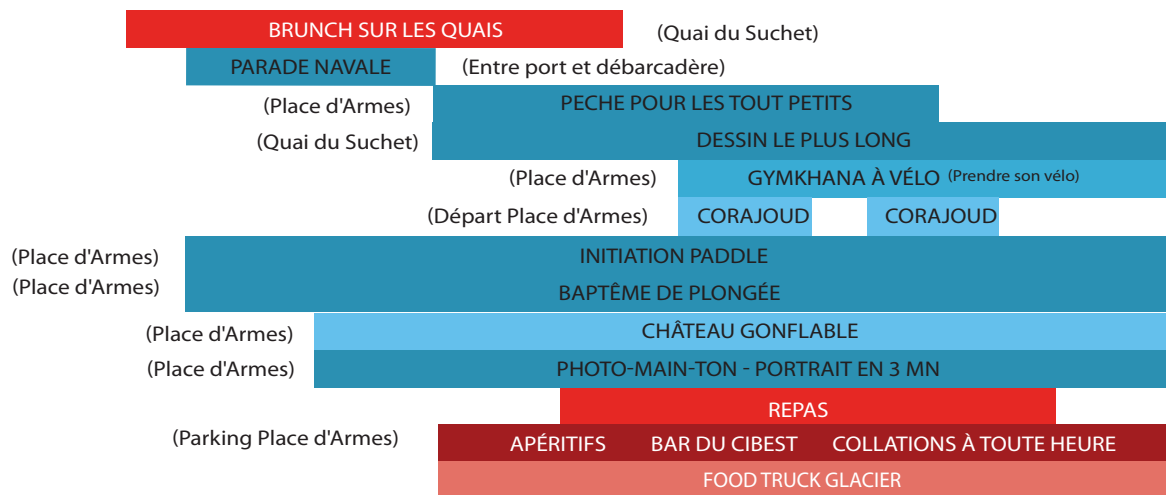 BRUNCH SUR LES QUAIS (Quai du Suchet)
PARADE NAVALE (Entre port et débarcadère)
(Place d'Armes) PECHE POUR LES TOUT PETITS
(Quai du Suchet) DESSIN LE PLUS LONG
(Place d'Armes) GYMKHANA À VÉLO (Prendre son vélo)
(Départ Place d'Armes) CORAJOUD CORAJOUD
(Place d'Armes) INITIATION PADDLE
(Place d'Armes) BAPTÊME DE PLONGÉE
(Place d'Armes) CHÂTEAU GONFLABLE
(Place d'Armes) PHOTO-MAIN-TON - PORTRAIT EN 3 MN
REPAS
(Parking Place d'Armes) APÉRITIFS BAR DU CIBEST COLLATIONS À TOUTE HEURE
FOOD TRUCK GLACIER